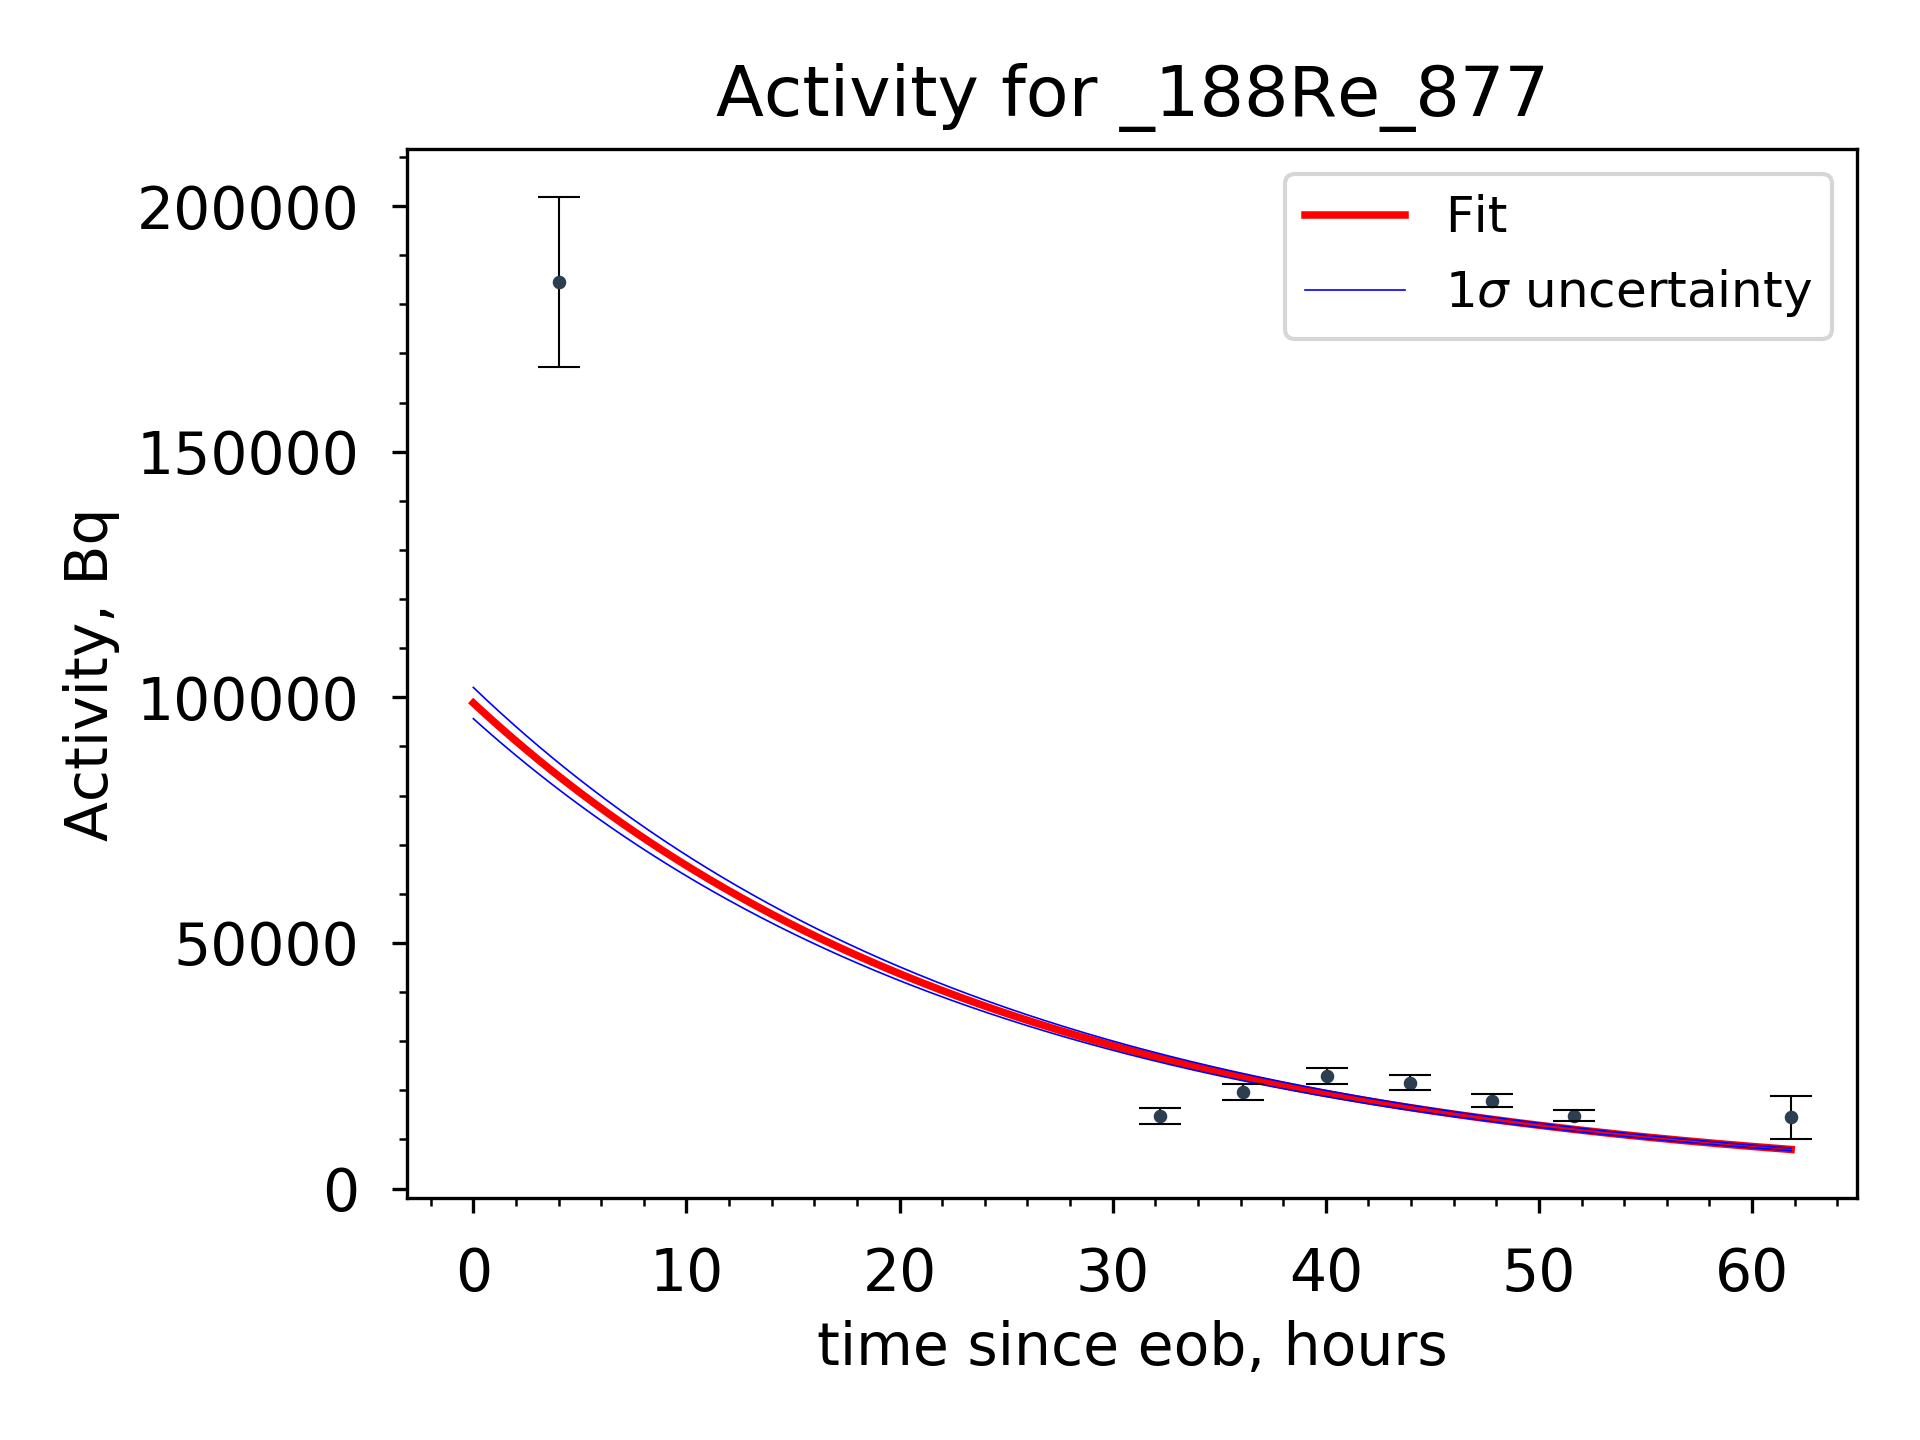 Activity for _188Re_877
Fit
1σ uncertainty
Activity, Bq
200000
150000
100000
50000
0
0 10 20 30 40 50 60
time since eob, hours